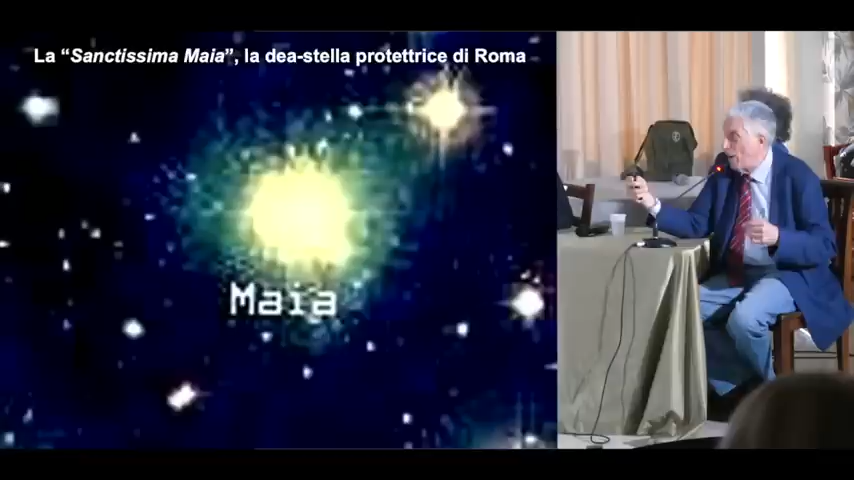 La “Sanctissima Maia”, la dea-stella protettrice di Roma
Maia